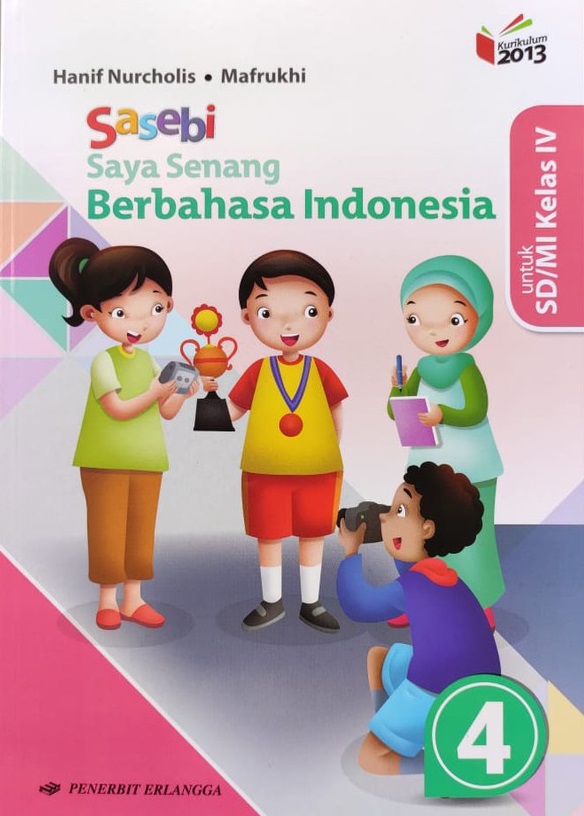 Kurikulum
2013
Hanif Nurcholis • Mafrukhi
Sasebi
Saya Senang
Berbahasa Indonesia
untuk
SD/MI Kelas IV
4
PENERBIT ERLANGGA